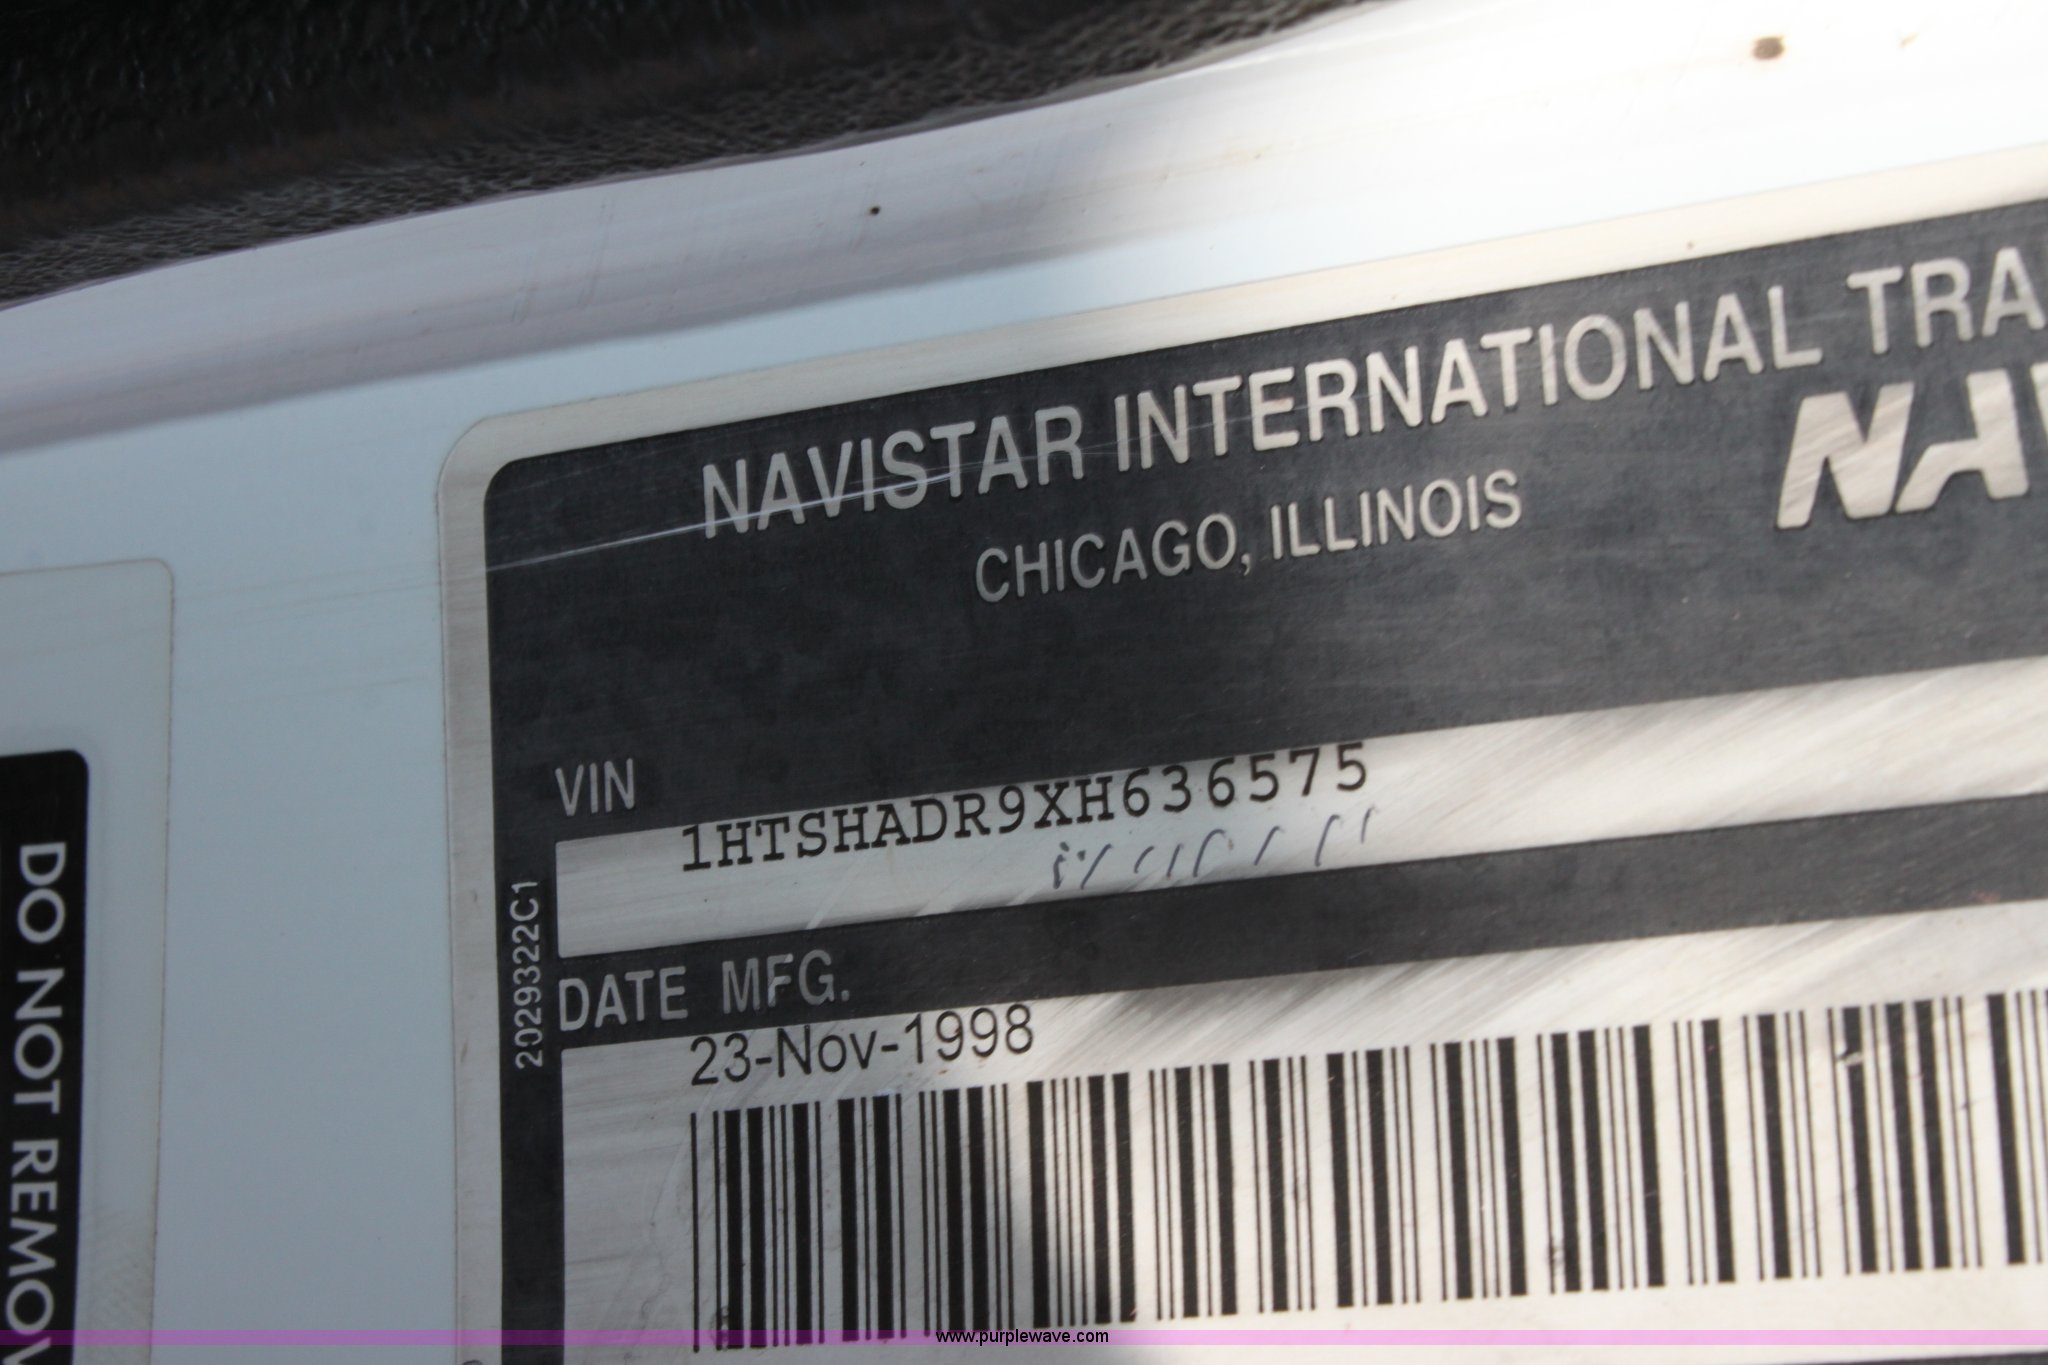 NAVISTAR INTERNATIONAL TRA
NAV
CHICAGO, ILLINOIS
VIN
1HTSHADR9XH636575
DATE MFG.
23-Nov-1998
2029322C1
DO NOT REMOV
www.purplewave.com